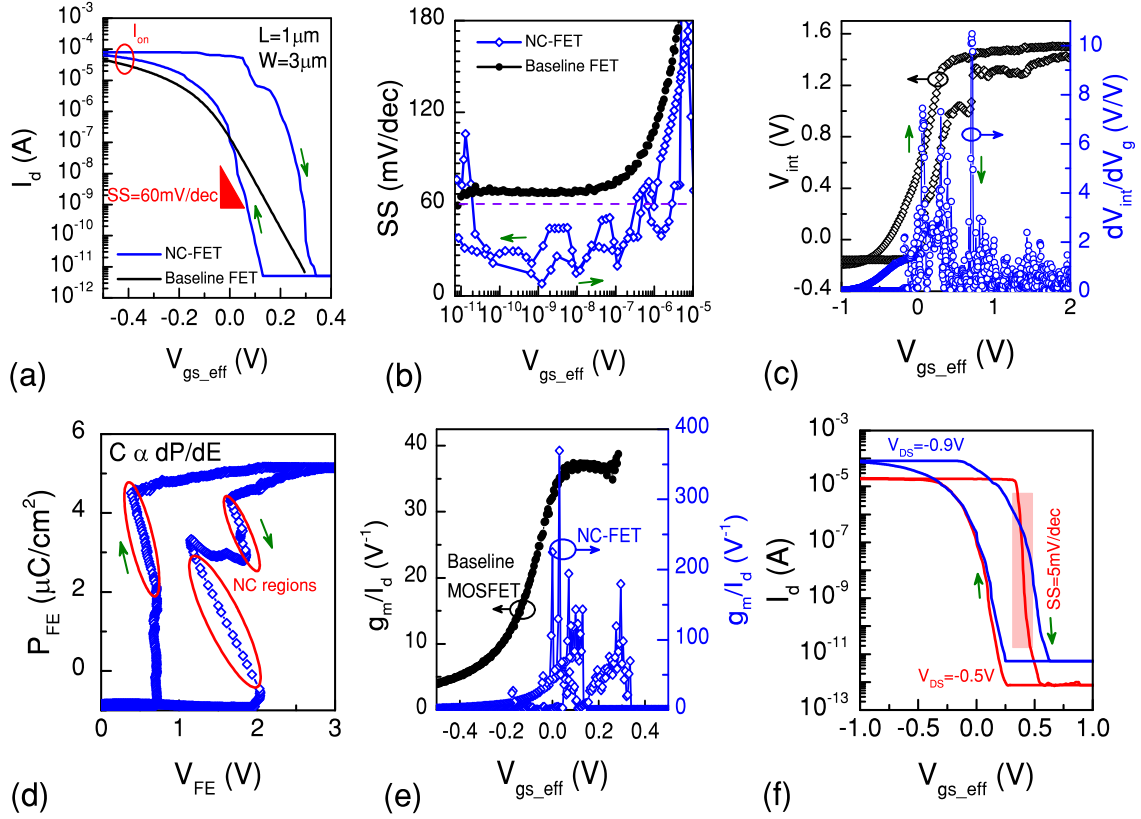 10⁻³
10⁻⁴
10⁻⁵
10⁻⁶
10⁻⁷
10⁻⁸
10⁻⁹
10⁻¹⁰
10⁻¹¹
10⁻¹²
I_d (A)
I_on
L=1μm
W=3μm
SS=60mV/dec
NC-FET
Baseline FET
-0.4 -0.2 0.0 0.2 0.4
V_gs_eff (V)
(a)
180
120
60
0
SS (mV/dec)
NC-FET
Baseline FET
10⁻¹¹ 10⁻¹⁰ 10⁻⁹ 10⁻⁸ 10⁻⁷ 10⁻⁶ 10⁻⁵
V_gs_eff (V)
(b)
1.6
1.2
0.8
0.4
0.0
-0.4
V_int (V)
10
8
6
4
2
0
dV_int/dV_g (V/V)
-1 0 1 2
V_gs_eff (V)
(c)
6
5
4
3
2
1
0
P_FE (μC/cm²)
C α dP/dE
NC regions
0 1 2 3
V_FE (V)
(d)
40
30
20
10
0
g_m/I_d (V⁻¹)
Baseline
MOSFET
NC-FET
400
350
300
250
200
150
100
50
0
g_m/I_d (V⁻¹)
-0.4 -0.2 0.0 0.2 0.4
V_gs_eff (V)
(e)
10⁻³
10⁻⁵
10⁻⁷
10⁻⁹
10⁻¹¹
10⁻¹³
I_d (A)
V_DS=-0.9V
SS=5mV/dec
V_DS=-0.5V
-1.0 -0.5 0.0 0.5 1.0
V_gs_eff (V)
(f)